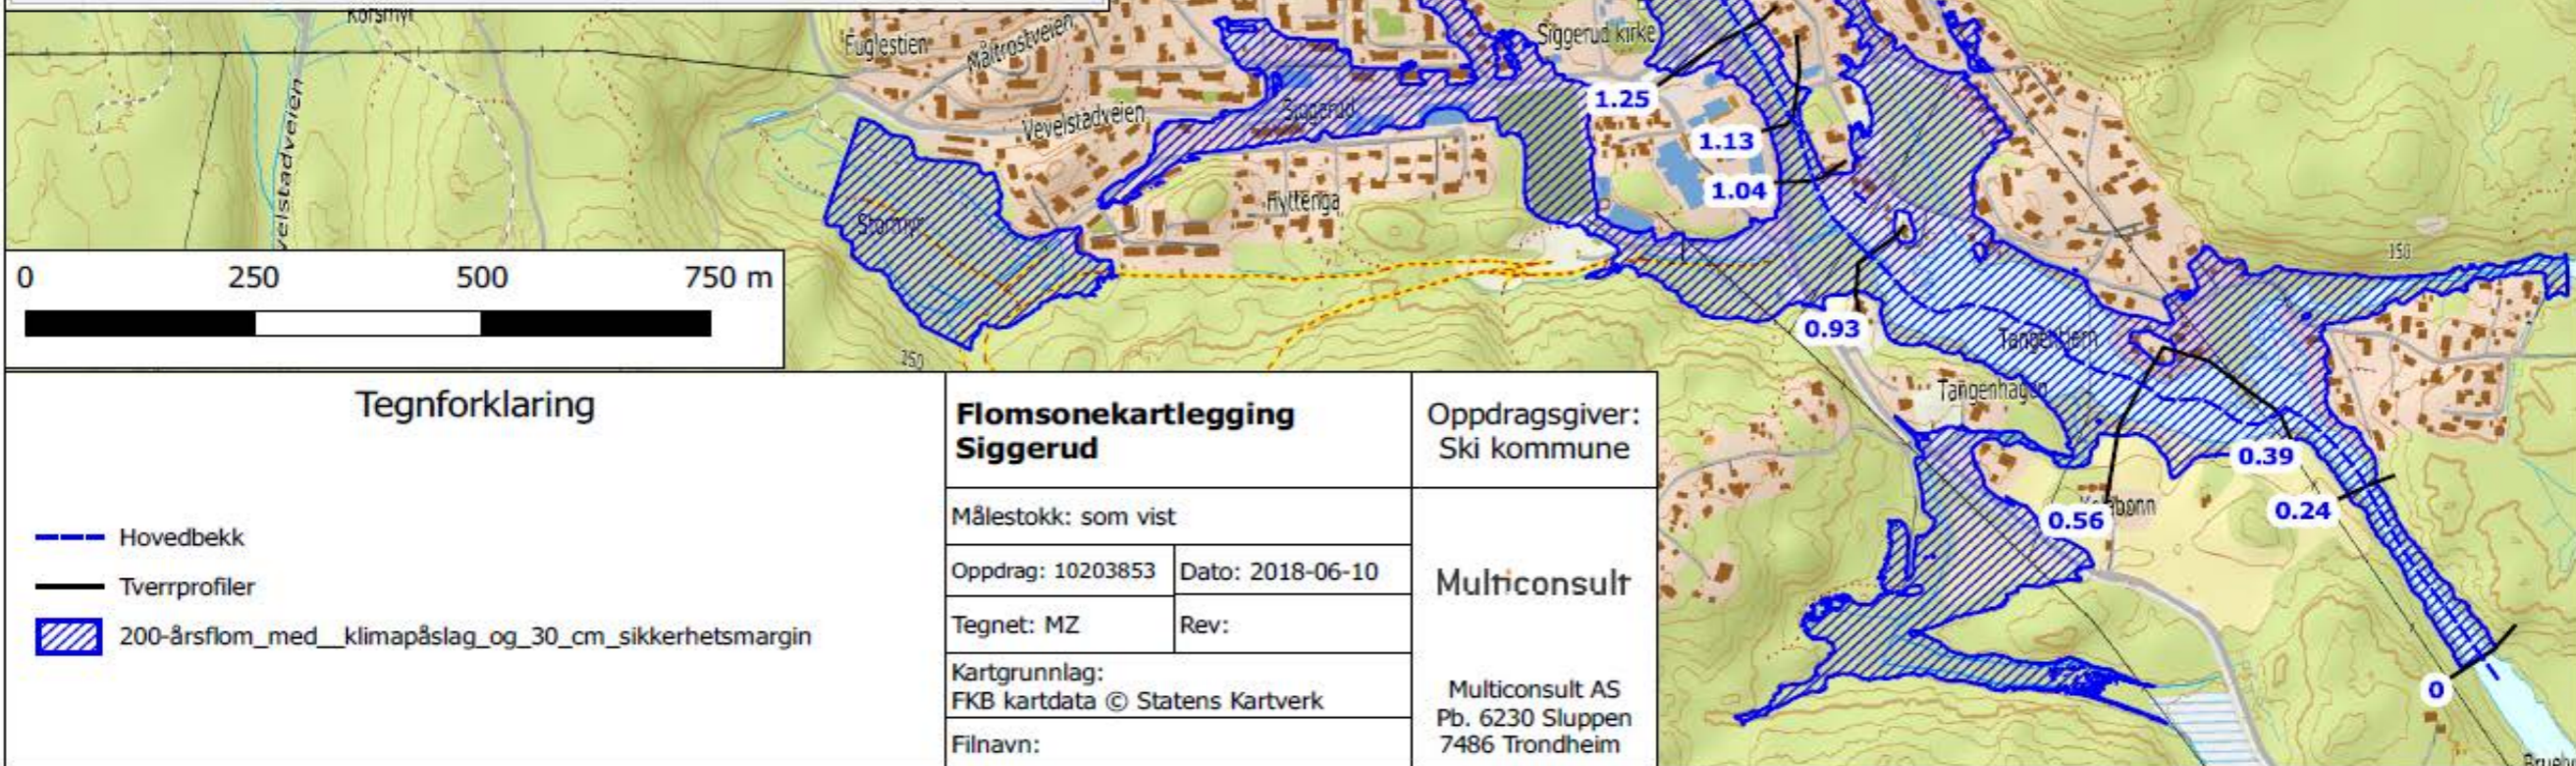 Korsmyr
Fuglestien
Måltrostveien
Siggerud kirke
Vevelstadveien
Siggerud
velstadveien
1.25
1.13
1.04
Stormyr
150
0 250 500 750 m
0.93
Tangenhagen
250
0.39
0.24
0.56
0
Tegnforklaring
Hovedbekk
Tverrprofiler
200-årsflom_med__klimapåslag_og_30_cm_sikkerhetsmargin
Flomsonekartlegging
Siggerud
Målestokk: som vist
Oppdrag: 10203853
Dato: 2018-06-10
Tegnet: MZ
Rev:
Kartgrunnlag:
FKB kartdata © Statens Kartverk
Filnavn:
Oppdragsgiver:
Ski kommune
Multiconsult
Multiconsult AS
Pb. 6230 Sluppen
7486 Trondheim